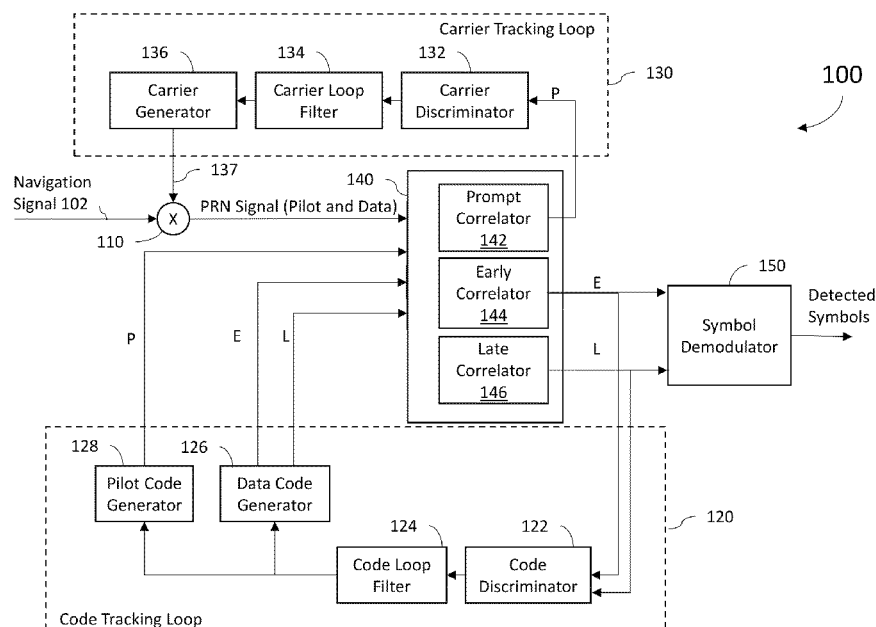 Carrier Tracking Loop
136
134
132
130
100
Carrier
Generator
Carrier Loop
Filter
Carrier
Discriminator
P
137
140
Navigation
Signal 102
X
110
PRN Signal (Pilot and Data)
Prompt
Correlator
142
Early
Correlator
144
Late
Correlator
146
E
L
150
Symbol
Demodulator
Detected
Symbols
P
E
L
128
126
Pilot Code
Generator
Data Code
Generator
120
124
122
Code Loop
Filter
Code
Discriminator
Code Tracking Loop